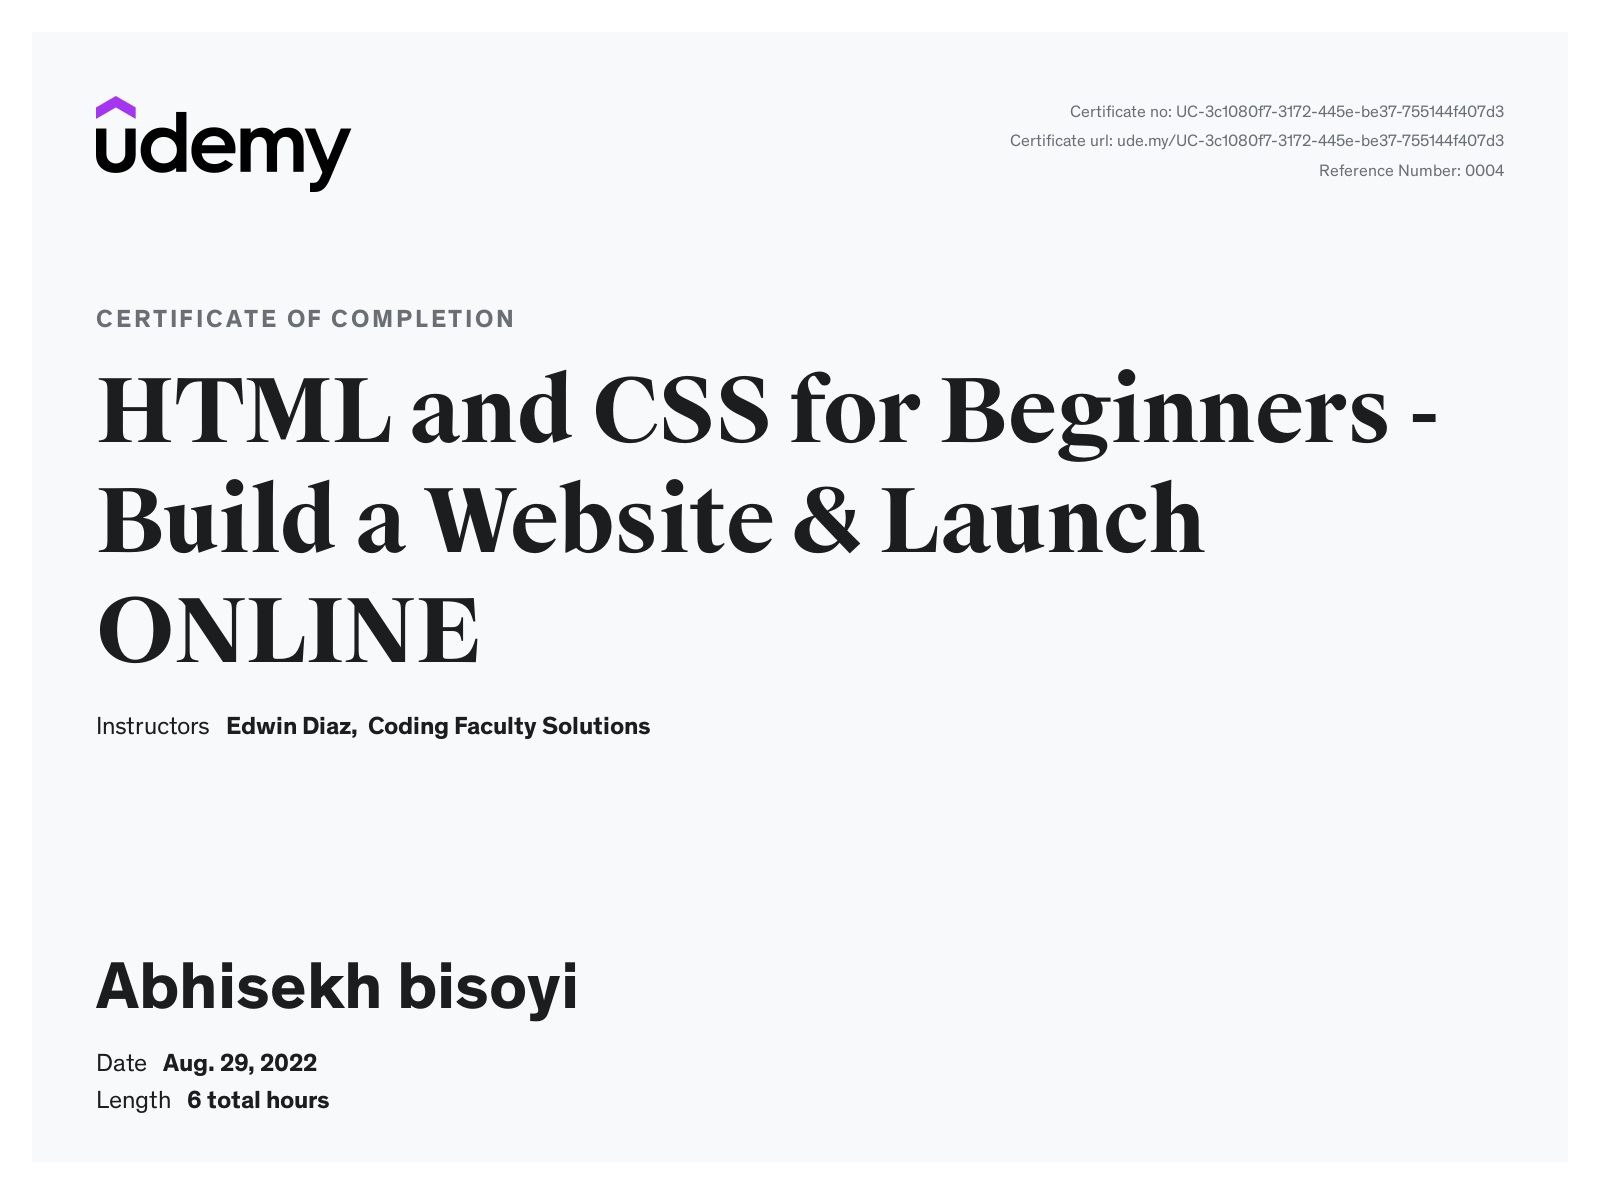 udemy
Certificate no: UC-3c1080f7-3172-445e-be37-755144f407d3
Certificate url: ude.my/UC-3c1080f7-3172-445e-be37-755144f407d3
Reference Number: 0004
CERTIFICATE OF COMPLETION
HTML and CSS for Beginners -
Build a Website & Launch
ONLINE
Instructors Edwin Diaz, Coding Faculty Solutions
Abhisekh bisoyi
Date Aug. 29, 2022
Length 6 total hours